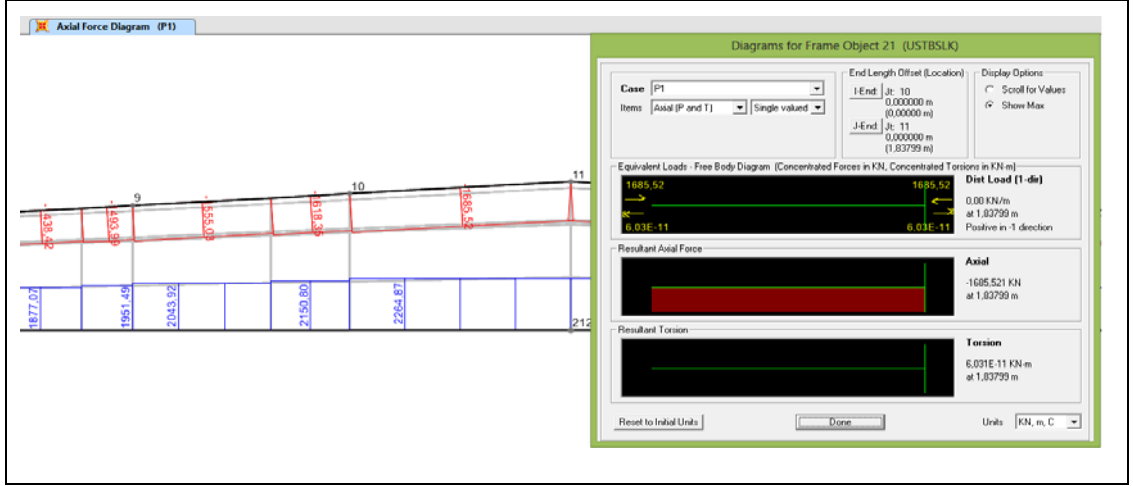 Axial Force Diagram (P1)
Diagrams for Frame Object 21 (USTBSLK)
Case P1
Items Axial (P and T) Single valued
End Length Offset (Location)
I-End: Jt: 10
0,000000 m
(0,00000 m)
J-End: Jt: 11
0,000000 m
(1,83799 m)
Display Options
Scroll for Values
Show Max
Equivalent Loads - Free Body Diagram (Concentrated Forces in KN, Concentrated Torsions in KN-m)
1685,52 1685,52
6,03E-11 6,03E-11
Dist Load (1-dir)
0,00 KN/m
at 1,83799 m
Positive in -1 direction
Resultant Axial Force
Axial
-1685,521 KN
at 1,83799 m
Resultant Torsion
Torsion
6,031E-11 KN-m
at 1,83799 m
Reset to Initial Units Done Units KN, m, C
9
10
11
-1555,03
-1618,35
-1685,52
1877,07
1951,49
2043,92
2150,80
2264,87
212